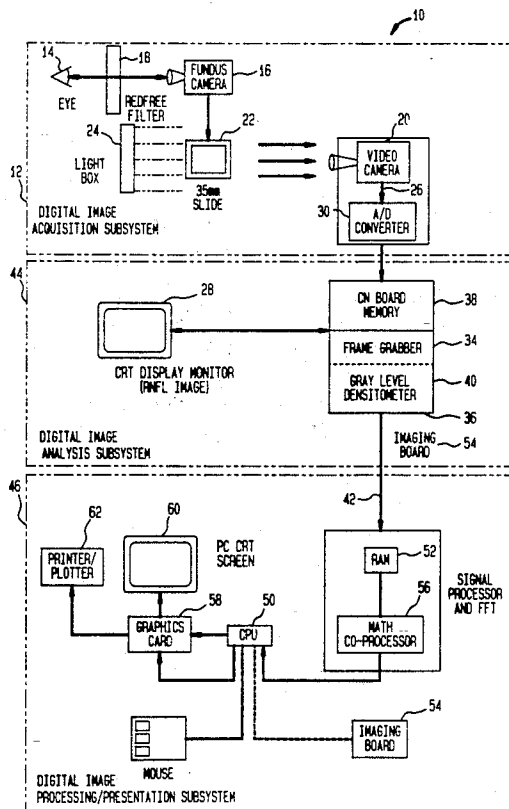 10
14
18
FUNDUS
CAMERA
16
EYE
REDFREE
FILTER
22
24
20
LIGHT
BOX
VIDEO
CAMERA
12
35mm
SLIDE
26
30
A/D
CONVERTER
DIGITAL IMAGE
ACQUISITION SUBSYSTEM
44
28
ON BOARD
MEMORY
38
FRAME GRABBER
34
CRT DISPLAY MONITOR
(RNFL IMAGE)
GRAY LEVEL
DENSITOMETER
40
36
DIGITAL IMAGE
ANALYSIS SUBSYSTEM
IMAGING
BOARD
54
46
42
60
62
PRINTER/
PLOTTER
PC CRT
SCREEN
RAM
52
SIGNAL
PROCESSOR
AND FFT
58
50
56
GRAPHICS
CARD
CPU
MATH
CO-PROCESSOR
54
IMAGING
BOARD
MOUSE
DIGITAL IMAGE
PROCESSING/PRESENTATION SUBSYSTEM